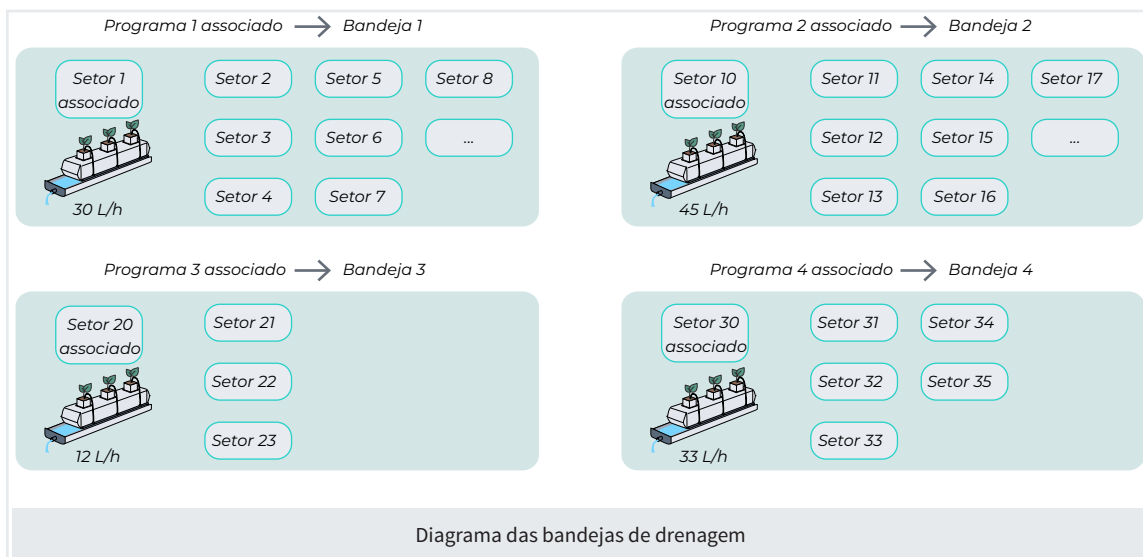 Programa 1 associado → Bandeja 1
Setor 1
associado
Setor 2
Setor 5
Setor 8
Setor 3
Setor 6
...
Setor 4
Setor 7
30 L/h
Programa 2 associado → Bandeja 2
Setor 10
associado
Setor 11
Setor 14
Setor 17
Setor 12
Setor 15
...
Setor 13
Setor 16
45 L/h
Programa 3 associado → Bandeja 3
Setor 20
associado
Setor 21
Setor 22
Setor 23
12 L/h
Programa 4 associado → Bandeja 4
Setor 30
associado
Setor 31
Setor 34
Setor 32
Setor 35
Setor 33
33 L/h
Diagrama das bandejas de drenagem